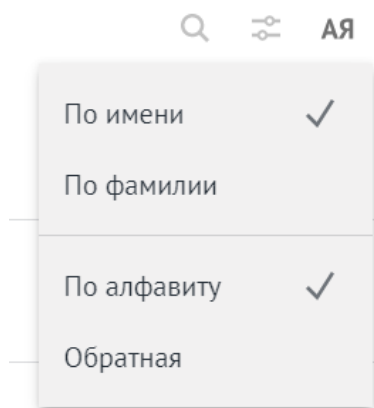 АЯ
По имени
По фамилии
По алфавиту
Обратная